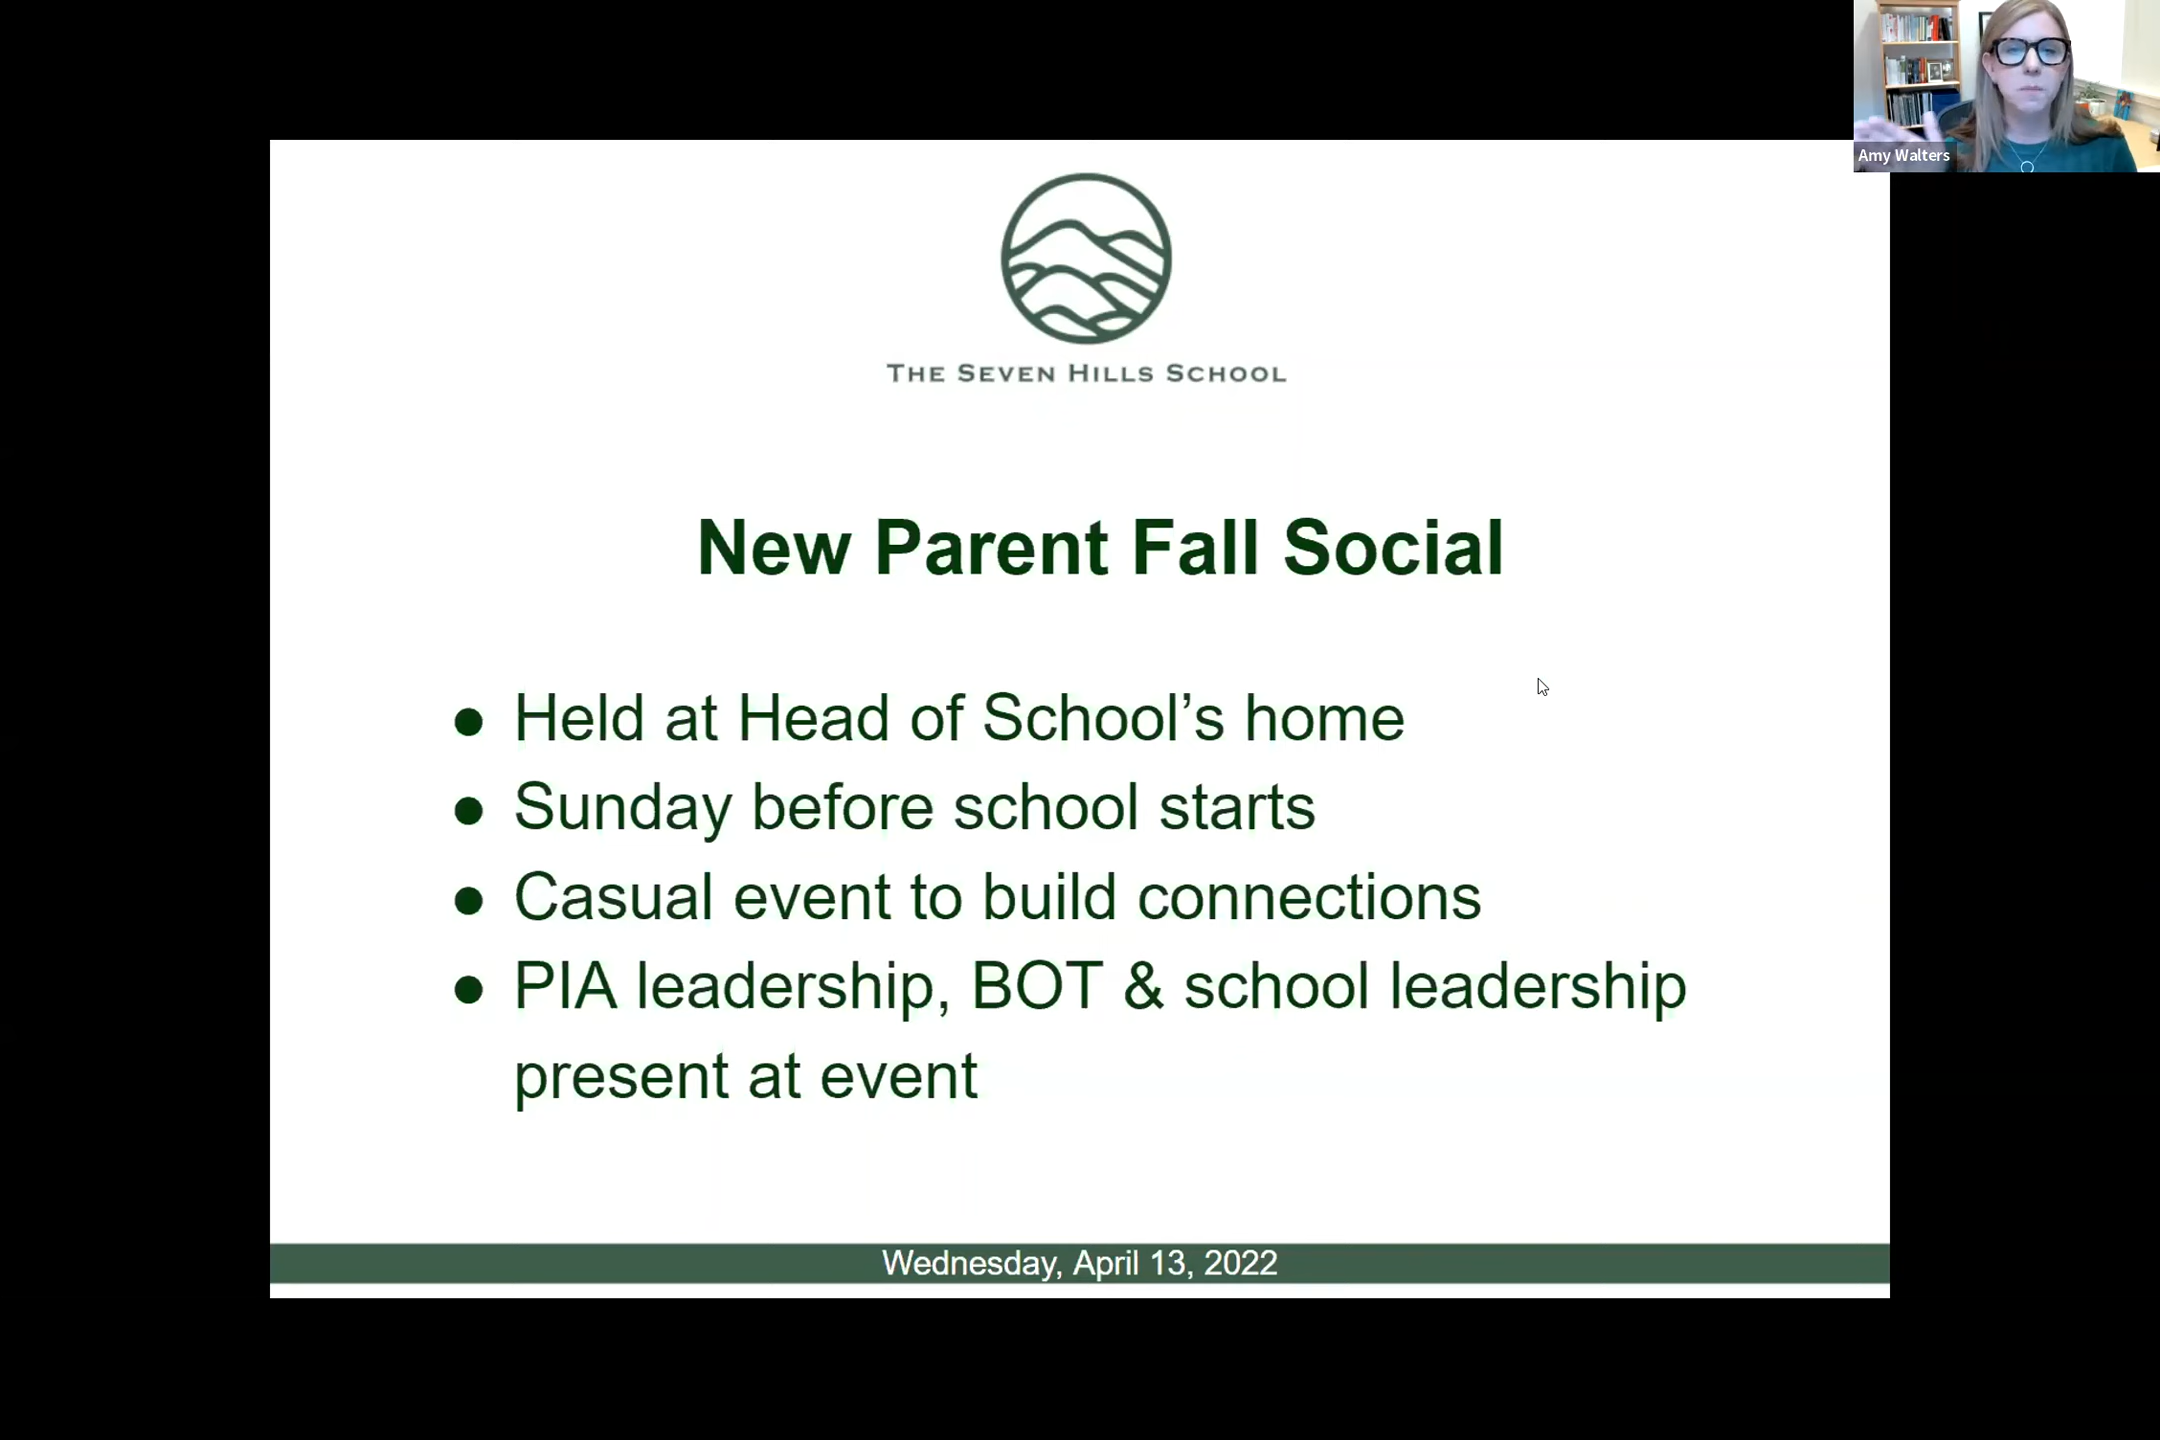 Amy Walters
THE SEVEN HILLS SCHOOL
New Parent Fall Social
● Held at Head of School’s home
● Sunday before school starts
● Casual event to build connections
● PIA leadership, BOT & school leadership
present at event
Wednesday, April 13, 2022